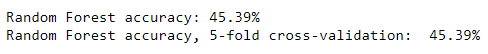 Random Forest accuracy: 45.39%
Random Forest accuracy, 5-fold cross-validation:  45.39%